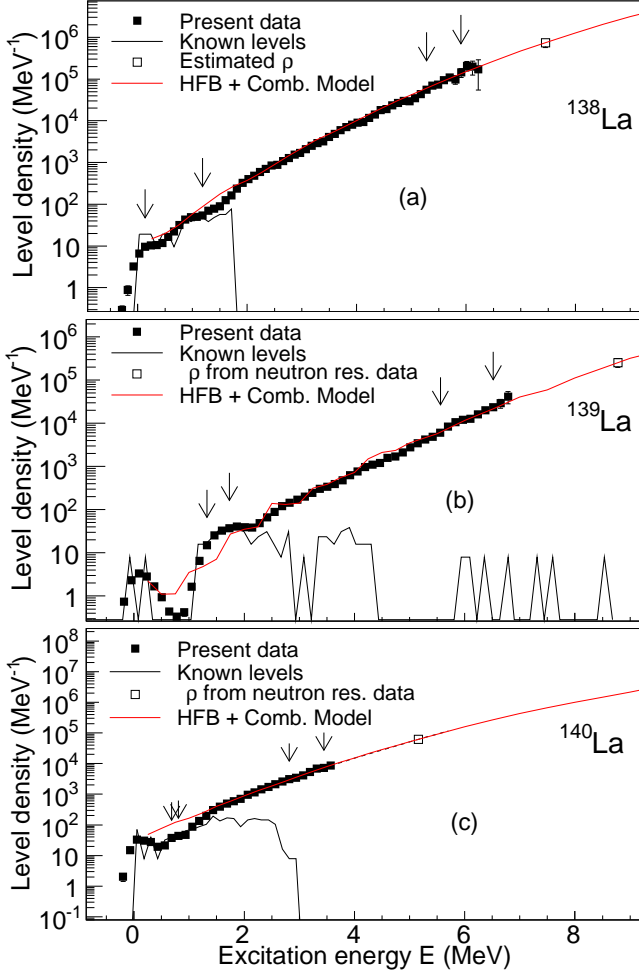 Level density (MeV⁻¹)
10⁷
10⁶
10⁵
10⁴
10³
10²
10
1
Present data
Known levels
Estimated ρ
HFB + Comb. Model
¹³⁸La
(a)
Level density (MeV⁻¹)
10⁶
10⁵
10⁴
10³
10²
10
1
Present data
Known levels
ρ from neutron res. data
HFB + Comb. Model
¹³⁹La
(b)
Level density (MeV⁻¹)
10⁸
10⁷
10⁶
10⁵
10⁴
10³
10²
10
1
10⁻¹
Present data
Known levels
ρ from neutron res. data
HFB + Comb. Model
¹⁴⁰La
(c)
0 2 4 6 8
Excitation energy E (MeV)